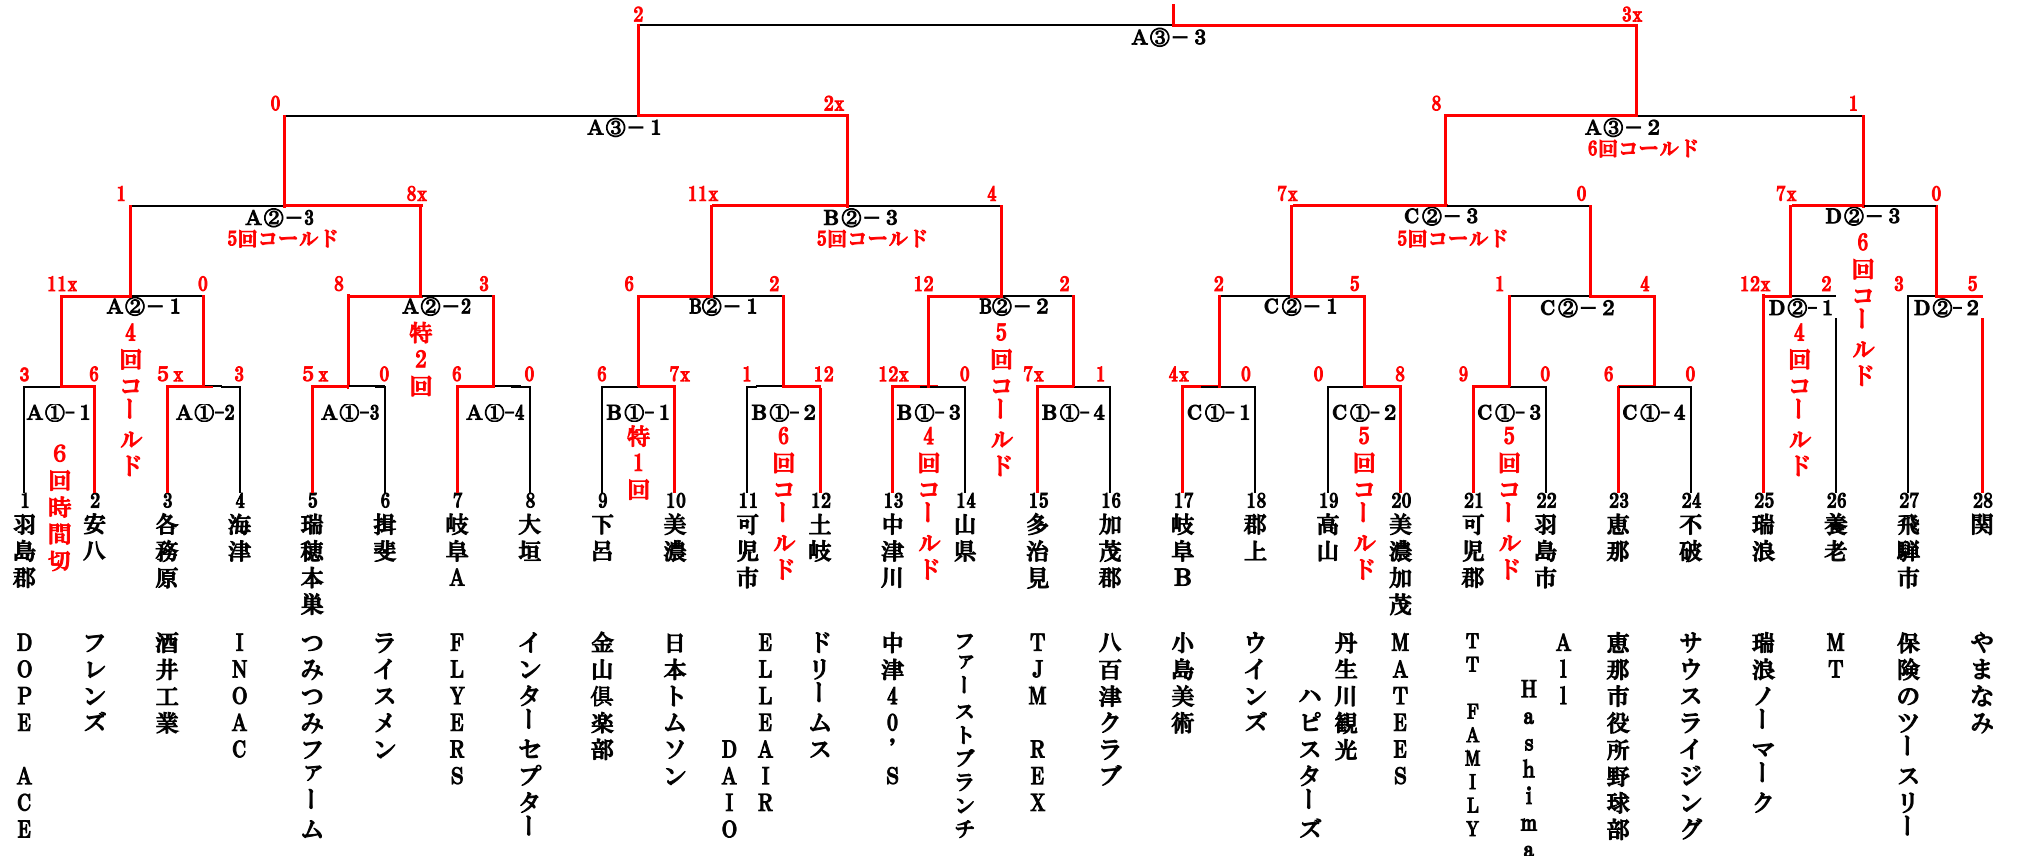 2 3x
A③－3
0 2x 8 1
A③－1 A③－2
6回コールド
1 8x 11x 4 7x 0 7x 0
A②－3 B②－3 C②－3 D②－3
5回コールド 5回コールド 5回コールド 6回コールド
11x 0 8 3 6 2 12 2 2 5 1 4 12x 2 3 5
A②－1 A②－2 B②－1 B②－2 C②－1 C②－2 D②-1 D②-2
4回コールド 特2回 5回コールド 4回コールド
3 6 5x 3 5x 0 6 0 6 7x 1 12 12x 0 7x 1 4x 0 0 8 9 0 6 0
A①-1 A①-2 A①-3 A①-4 B①-1 B①-2 B①-3 B①-4 C①-1 C①-2 C①-3 C①-4
6回時間切 特1回 6回コールド 4回コールド 5回コールド 5回コールド
1 羽島郡 DOPE ACE
2 安八 フレンズ
3 各務原 酒井工業
4 海津 INOAC
5 瑞穂本巣 つみつみファーム
6 揖斐 ライスメン
7 岐阜A FLYERS
8 大垣 インターセプター
9 下呂 金山倶楽部
10 美濃 日本トムソン
11 可児市 ELLEAIR DAIO
12 土岐 ドリームス
13 中津川 中津40’S
14 山県 ファーストブランチ
15 多治見 TJM REX
16 加茂郡 八百津クラブ
17 岐阜B 小島美術
18 郡上 ウインズ
19 高山 丹生川観光 ハピスターズ
20 美濃加茂 MATEES
21 可児郡 TT FAMILY
22 羽島市 All Hashima
23 恵那 恵那市役所野球部
24 不破 サウスライジング
25 瑞浪 瑞浪ノーマーク
26 養老 MT
27 飛騨市 保険のツースリー
28 関 やまなみ